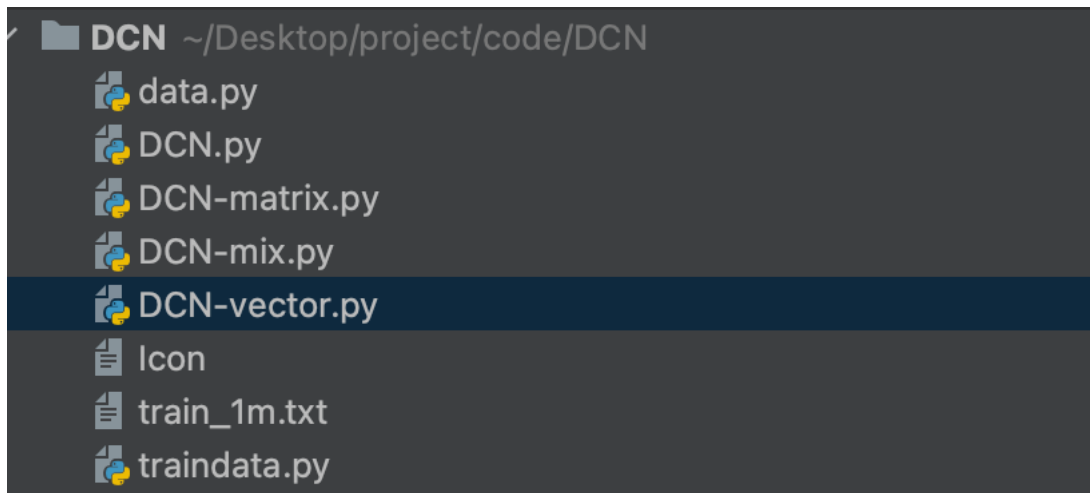 DCN ~/Desktop/project/code/DCN
data.py
DCN.py
DCN-matrix.py
DCN-mix.py
DCN-vector.py
Icon
train_1m.txt
traindata.py